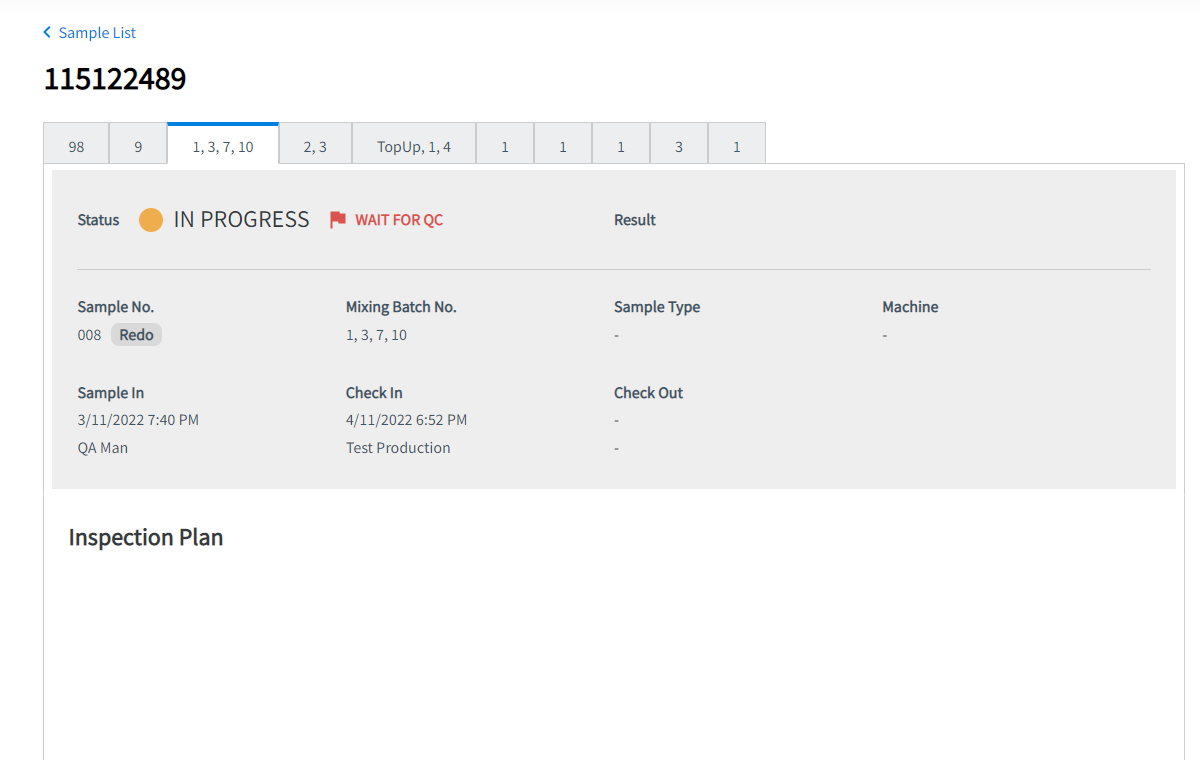 Sample List
115122489
98 9 1, 3, 7, 10 2, 3 TopUp, 1, 4 1 1 1 3 1
Status IN PROGRESS WAIT FOR QC Result
Sample No. Mixing Batch No. Sample Type Machine
008 Redo 1, 3, 7, 10 - -
Sample In Check In Check Out
3/11/2022 7:40 PM 4/11/2022 6:52 PM -
QA Man Test Production -
Inspection Plan